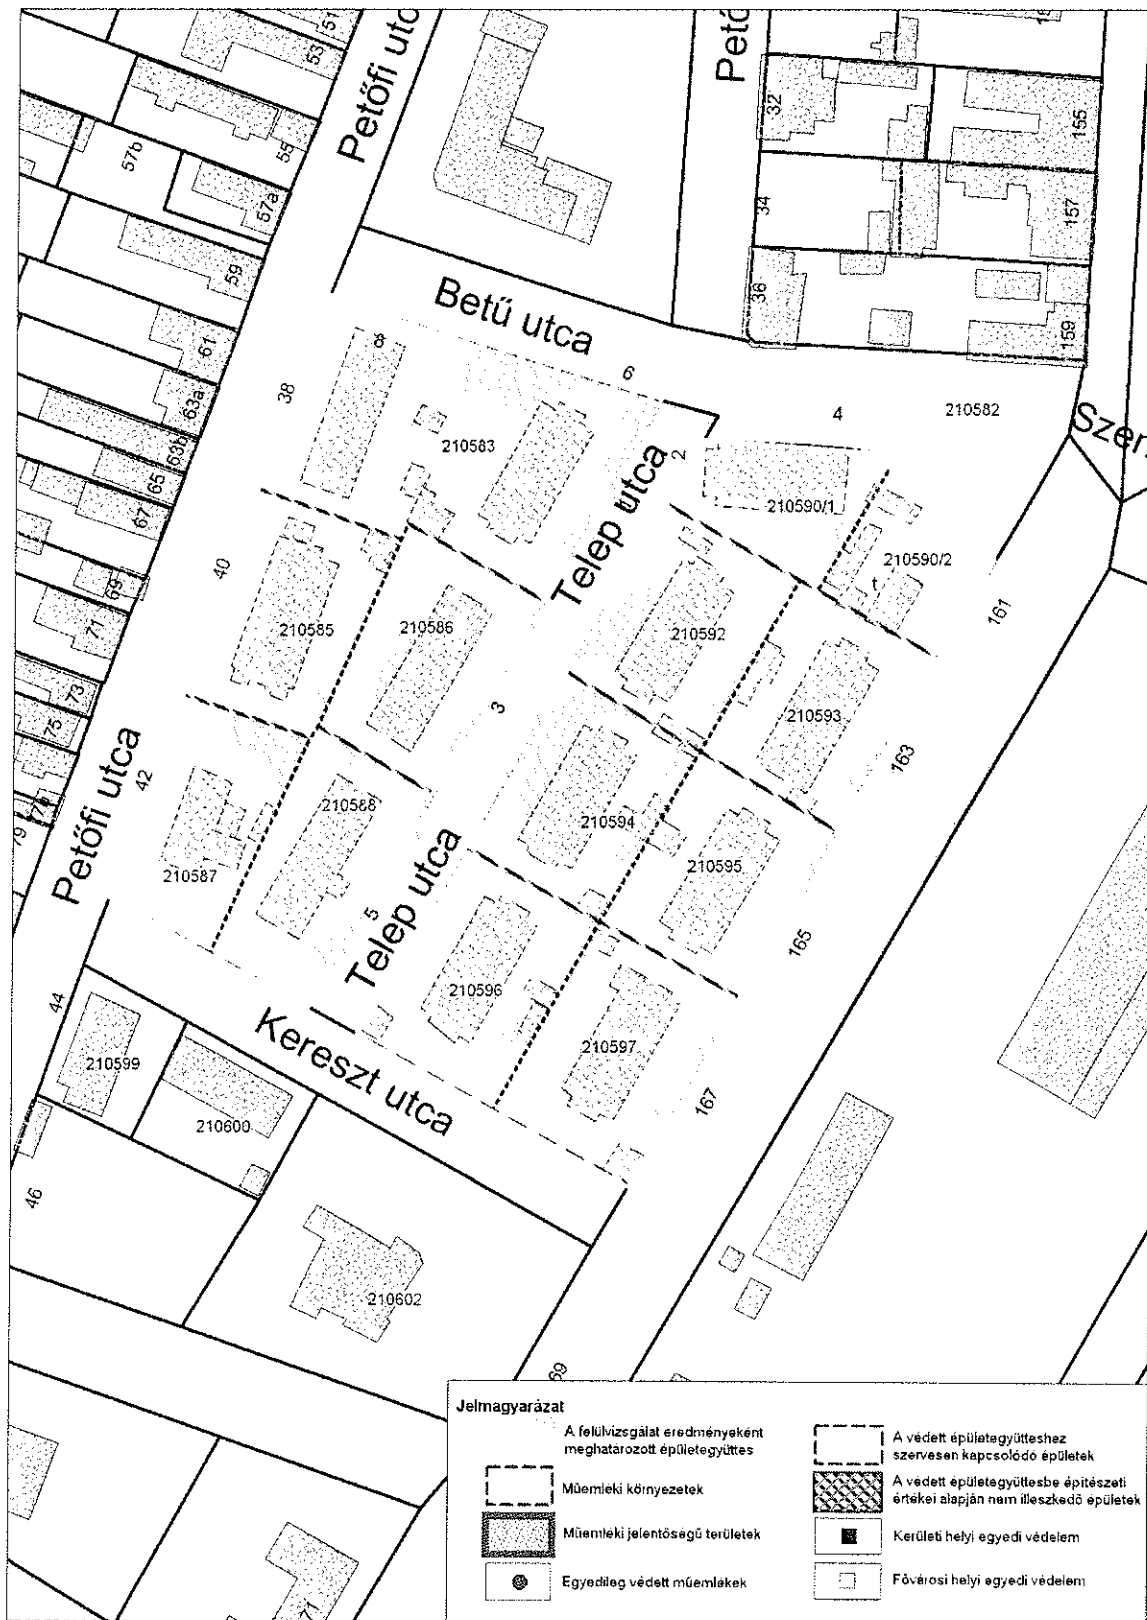 51
53
Petőfi utc
Pető
32
155
55
57b
57a
34
157
59
36
159
61
Betű utca
8
6
38
63a
4
210582
Szer
63b
210583
2
65
67
Telep utca
210590/1
210590/2
t
40
69
71
210585
210586
210592
161
73
3
210593
75
163
Petőfi utca
42
210588
210594
79
210587
210595
Telep utca
5
165
210596
44
Kereszt utca
210597
210599
167
210600
46
210602
69
71
Jelmagyarázat
A felülvizsgálat eredményeként
meghatározott épületegyüttes
Műemléki környezetek
Műemléki jelentőségű területek
Egyedileg védett műemlékek
A védett épületegyütteshez
szervesen kapcsolódó épületek
A védett épületegyüttesbe építészeti
értékei alapján nem illeszkedő épületek
Kerületi helyi egyedi védelem
Fővárosi helyi egyedi védelem